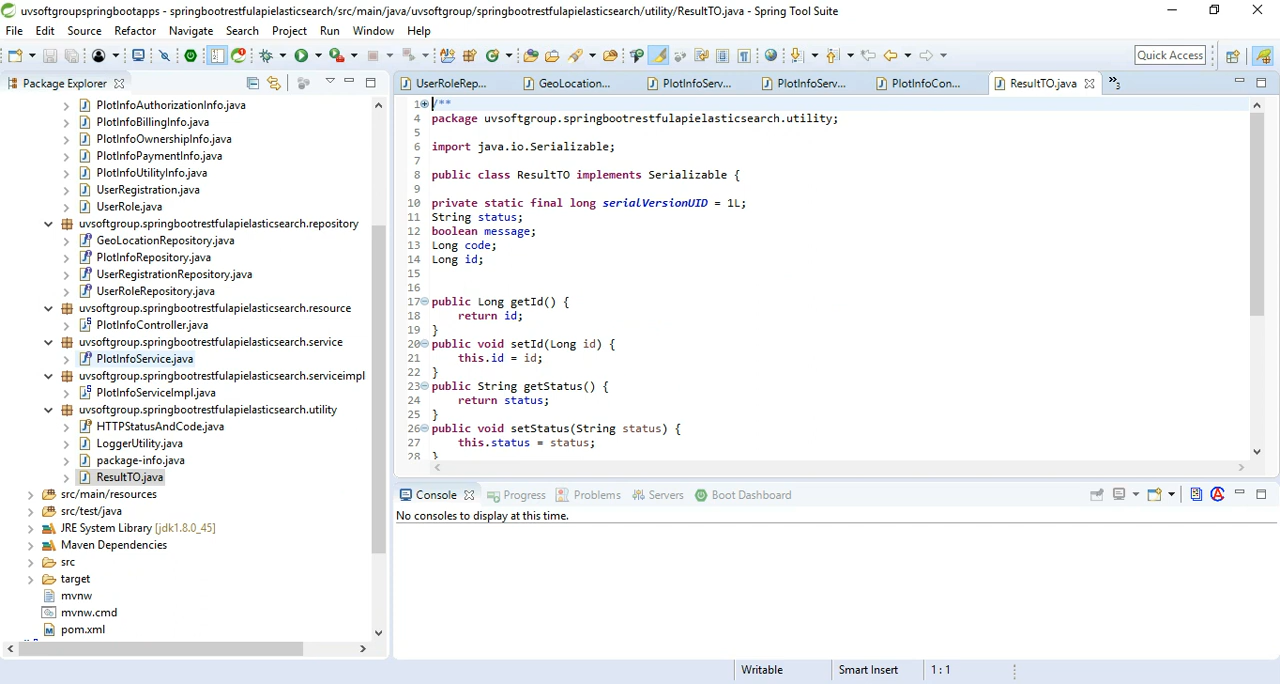 uvsoftgroupspringbootapps - springbootrestfulapielasticsearch/src/main/java/uvsoftgroup/springbootrestfulapielasticsearch/utility/ResultTO.java - Spring Tool Suite
File Edit Source Refactor Navigate Search Project Run Window Help
Quick Access
Package Explorer
PlotInfoAuthorizationInfo.java
PlotInfoBillingInfo.java
PlotInfoOwnershipInfo.java
PlotInfoPaymentInfo.java
PlotInfoUtilityInfo.java
UserRegistration.java
UserRole.java
uvsoftgroup.springbootrestfulapielasticsearch.repository
GeoLocationRepository.java
PlotInfoRepository.java
UserRegistrationRepository.java
UserRoleRepository.java
uvsoftgroup.springbootrestfulapielasticsearch.resource
PlotInfoController.java
uvsoftgroup.springbootrestfulapielasticsearch.service
PlotInfoService.java
uvsoftgroup.springbootrestfulapielasticsearch.serviceimpl
PlotInfoServiceImpl.java
uvsoftgroup.springbootrestfulapielasticsearch.utility
HTTPStatusAndCode.java
LoggerUtility.java
package-info.java
ResultTO.java
src/main/resources
src/test/java
JRE System Library [jdk1.8.0_45]
Maven Dependencies
src
target
mvnw
mvnw.cmd
pom.xml
UserRoleRep... GeoLocation... PlotInfoServ... PlotInfoServ... PlotInfoCon... ResultTO.java »3
1 /**
4 package uvsoftgroup.springbootrestfulapielasticsearch.utility;
5
6 import java.io.Serializable;
7
8 public class ResultTO implements Serializable {
9
10 private static final long serialVersionUID = 1L;
11 String status;
12 boolean message;
13 Long code;
14 Long id;
15
16
17 public Long getId() {
18 return id;
19 }
20 public void setId(Long id) {
21 this.id = id;
22 }
23 public String getStatus() {
24 return status;
25 }
26 public void setStatus(String status) {
27 this.status = status;
28 }
Console Progress Problems Servers Boot Dashboard
No consoles to display at this time.
Writable Smart Insert 1 : 1